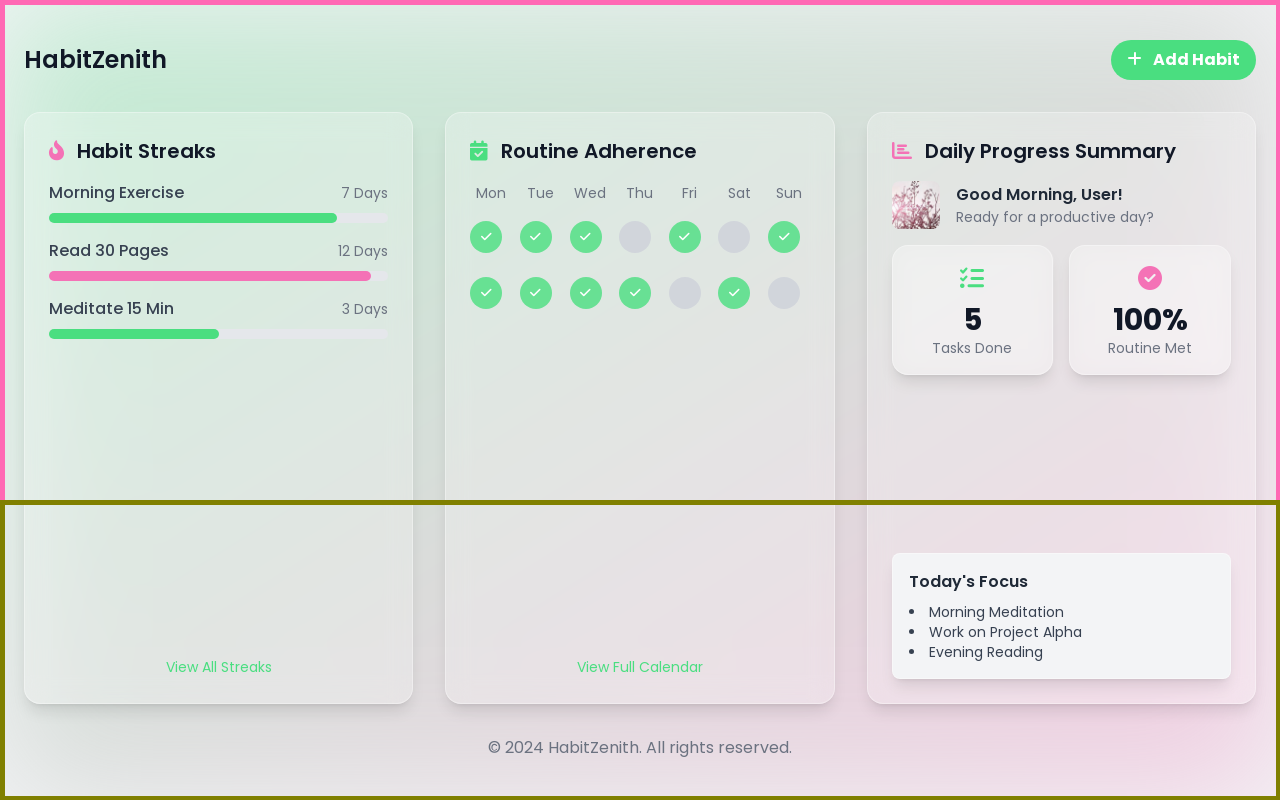 HabitZenith
Add Habit
Habit Streaks
Morning Exercise
7 Days
Read 30 Pages
12 Days
Meditate 15 Min
3 Days
View All Streaks
Routine Adherence
Mon Tue Wed Thu Fri Sat Sun
View Full Calendar
Daily Progress Summary
Good Morning, User!
Ready for a productive day?
5
Tasks Done
100%
Routine Met
Today's Focus
• Morning Meditation
• Work on Project Alpha
• Evening Reading
© 2024 HabitZenith. All rights reserved.